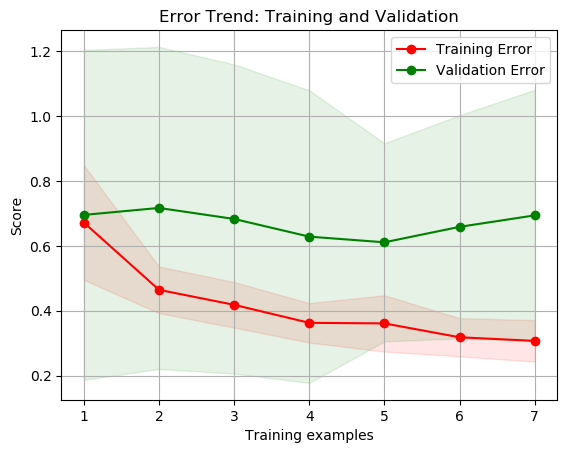 Error Trend: Training and Validation
Training Error
Validation Error
Score
1.2
1.0
0.8
0.6
0.4
0.2
1 2 3 4 5 6 7
Training examples